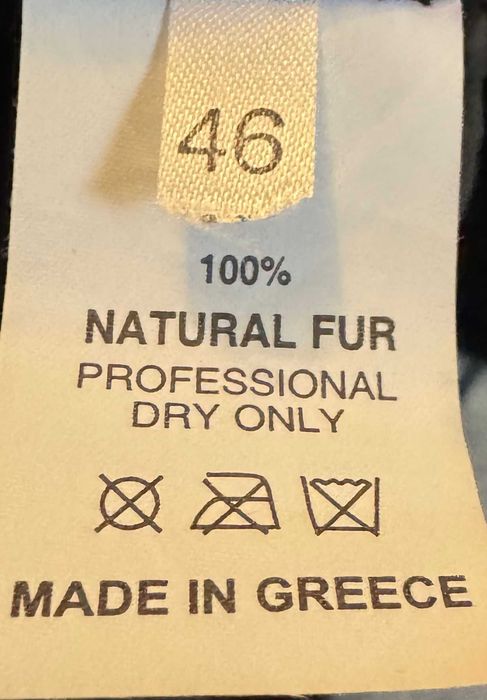 46
100%
NATURAL FUR
PROFESSIONAL
DRY ONLY
MADE IN GREECE